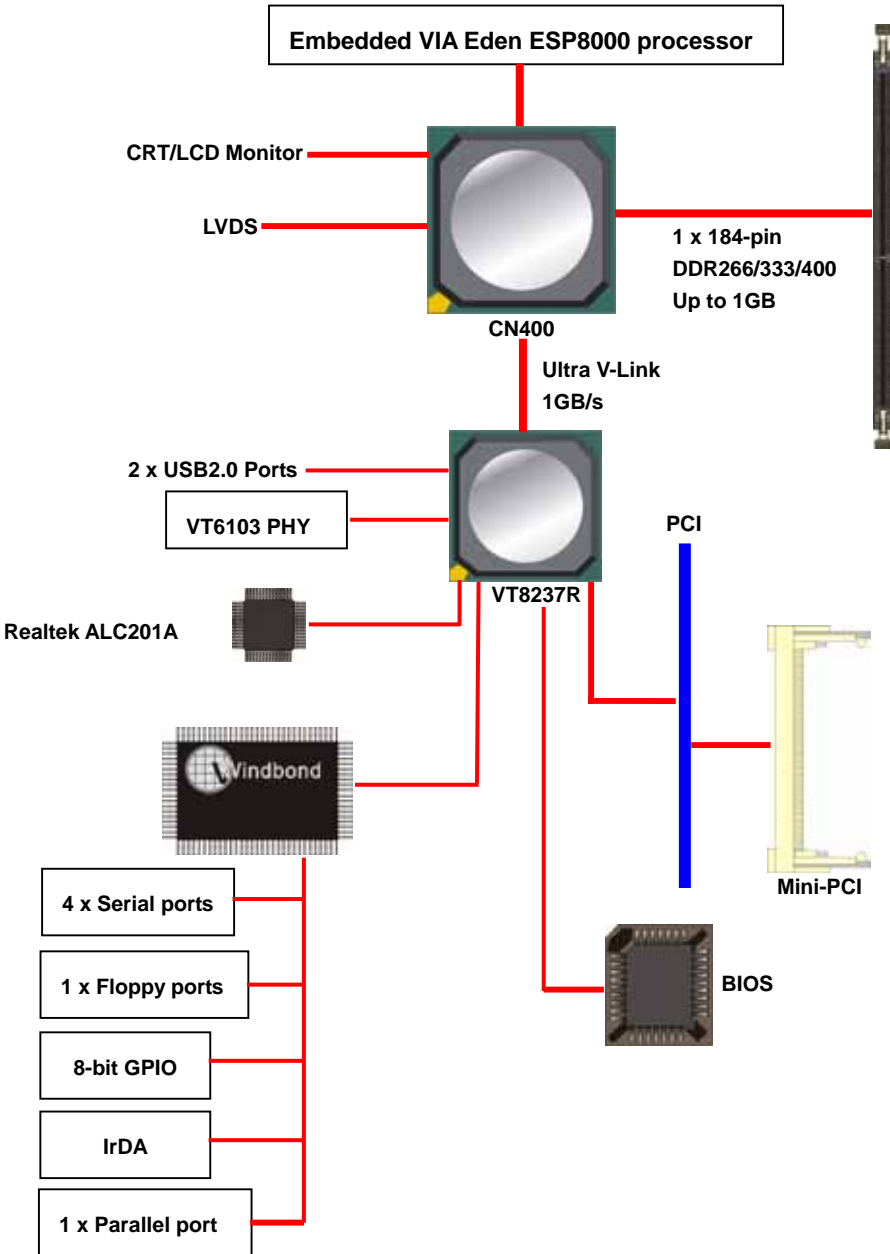 Embedded VIA Eden ESP8000 processor
CRT/LCD Monitor
LVDS
1 x 184-pin
DDR266/333/400
Up to 1GB
CN400
Ultra V-Link
1GB/s
2 x USB2.0 Ports
VT6103 PHY
PCI
VT8237R
Realtek ALC201A
Windbond
Mini-PCI
4 x Serial ports
1 x Floppy ports
BIOS
8-bit GPIO
IrDA
1 x Parallel port